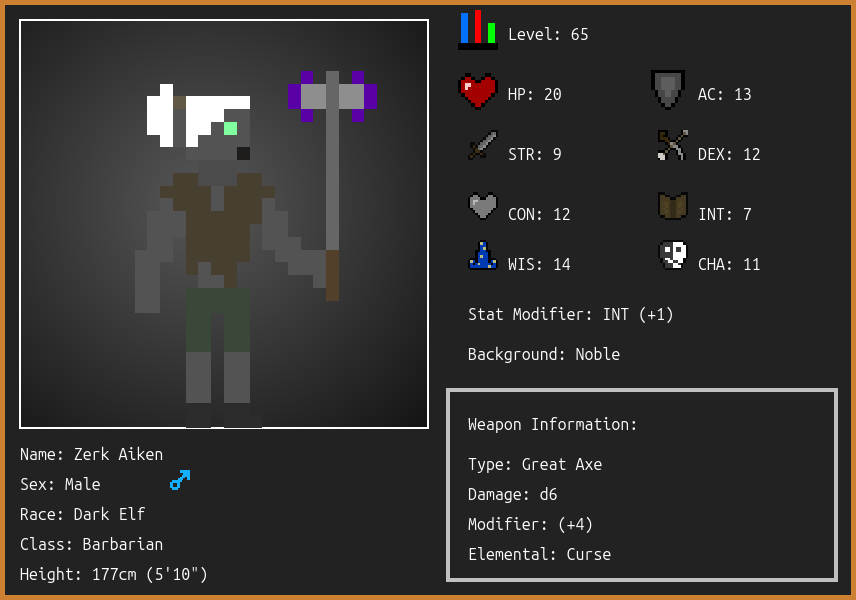 Level: 65
HP: 20
AC: 13
STR: 9
DEX: 12
CON: 12
INT: 7
WIS: 14
CHA: 11
Stat Modifier: INT (+1)
Background: Noble
Weapon Information:
Type: Great Axe
Damage: d6
Modifier: (+4)
Elemental: Curse
Name: Zerk Aiken
Sex: Male
Race: Dark Elf
Class: Barbarian
Height: 177cm (5'10")